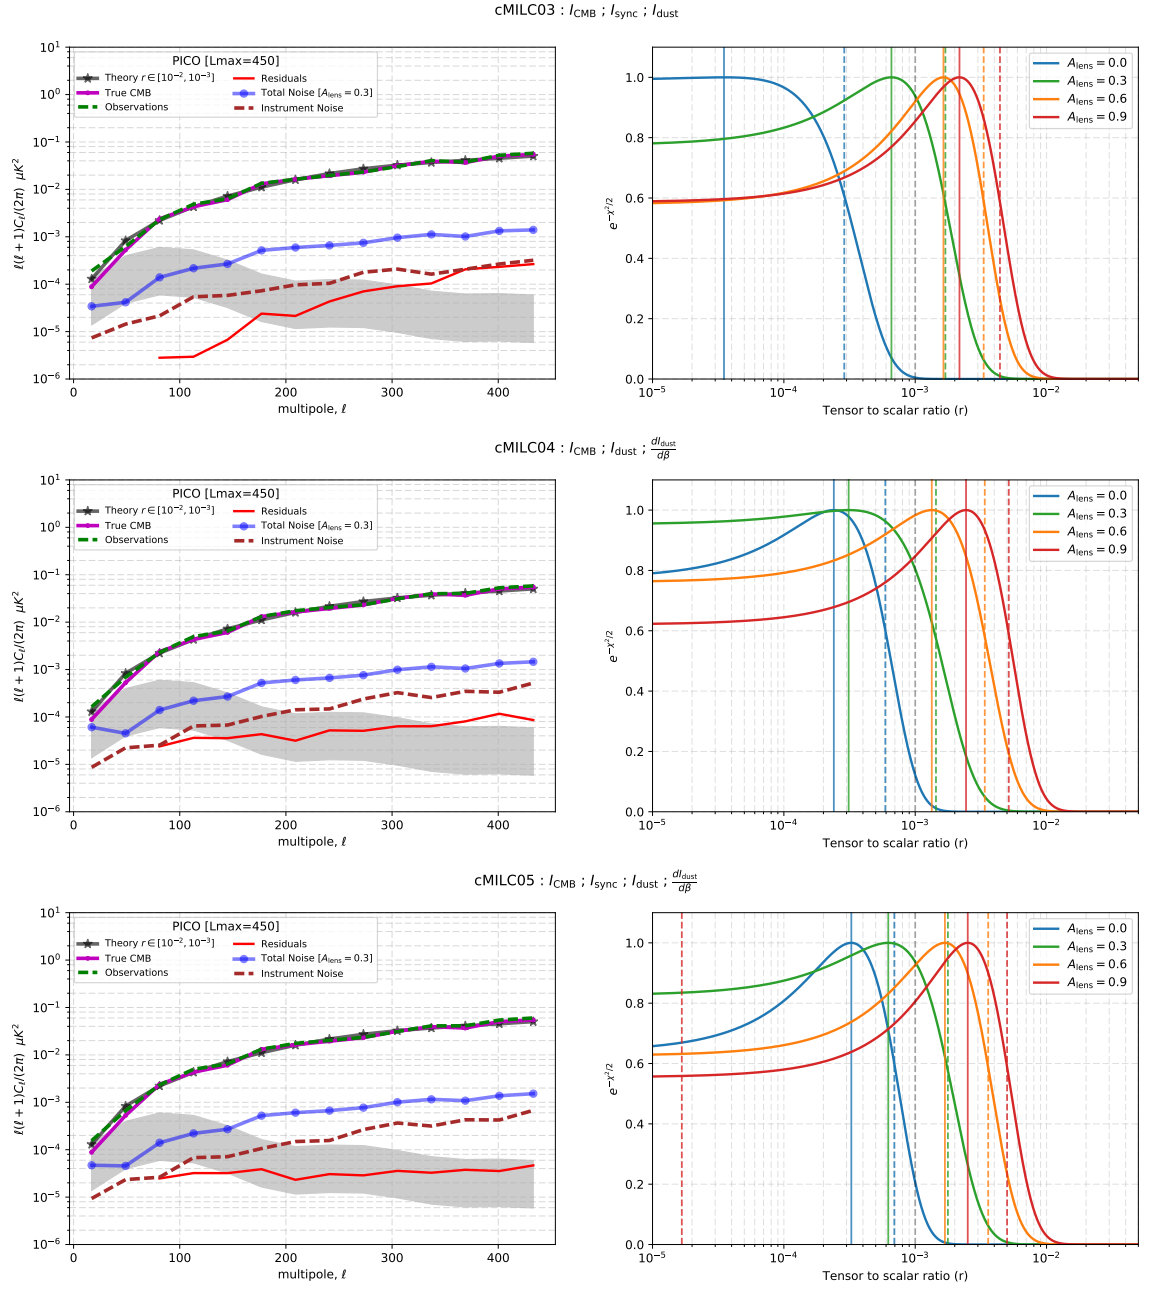 cMILC03 : I_CMB ; I_sync ; I_dust
PICO [Lmax=450]
Theory r ∈ [10⁻², 10⁻³]
True CMB
Observations
Residuals
Total Noise [A_lens = 0.3]
Instrument Noise
ℓ(ℓ + 1)C_ℓ/(2π) μK²
10¹
10⁰
10⁻¹
10⁻²
10⁻³
10⁻⁴
10⁻⁵
10⁻⁶
0 100 200 300 400
multipole, ℓ
A_lens = 0.0
A_lens = 0.3
A_lens = 0.6
A_lens = 0.9
e^{−χ²/2}
1.0
0.8
0.6
0.4
0.2
0.0
10⁻⁵ 10⁻⁴ 10⁻³ 10⁻²
Tensor to scalar ratio (r)
cMILC04 : I_CMB ; I_dust ; dI_dust/dβ
PICO [Lmax=450]
Theory r ∈ [10⁻², 10⁻³]
True CMB
Observations
Residuals
Total Noise [A_lens = 0.3]
Instrument Noise
ℓ(ℓ + 1)C_ℓ/(2π) μK²
10¹
10⁰
10⁻¹
10⁻²
10⁻³
10⁻⁴
10⁻⁵
10⁻⁶
0 100 200 300 400
multipole, ℓ
A_lens = 0.0
A_lens = 0.3
A_lens = 0.6
A_lens = 0.9
e^{−χ²/2}
1.0
0.8
0.6
0.4
0.2
0.0
10⁻⁵ 10⁻⁴ 10⁻³ 10⁻²
Tensor to scalar ratio (r)
cMILC05 : I_CMB ; I_sync ; I_dust ; dI_dust/dβ
PICO [Lmax=450]
Theory r ∈ [10⁻², 10⁻³]
True CMB
Observations
Residuals
Total Noise [A_lens = 0.3]
Instrument Noise
ℓ(ℓ + 1)C_ℓ/(2π) μK²
10¹
10⁰
10⁻¹
10⁻²
10⁻³
10⁻⁴
10⁻⁵
10⁻⁶
0 100 200 300 400
multipole, ℓ
A_lens = 0.0
A_lens = 0.3
A_lens = 0.6
A_lens = 0.9
e^{−χ²/2}
1.0
0.8
0.6
0.4
0.2
0.0
10⁻⁵ 10⁻⁴ 10⁻³ 10⁻²
Tensor to scalar ratio (r)